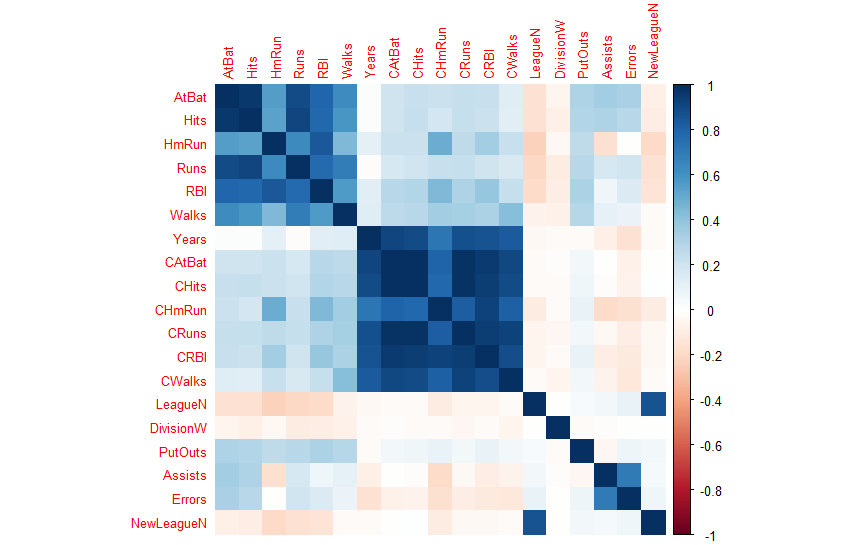 AtBat
Hits
HmRun
Runs
RBI
Walks
Years
CAtBat
CHits
CHmRun
CRuns
CRBI
CWalks
LeagueN
DivisionW
PutOuts
Assists
Errors
NewLeagueN
AtBat
Hits
HmRun
Runs
RBI
Walks
Years
CAtBat
CHits
CHmRun
CRuns
CRBI
CWalks
LeagueN
DivisionW
PutOuts
Assists
Errors
NewLeagueN
1
0.8
0.6
0.4
0.2
0
-0.2
-0.4
-0.6
-0.8
-1